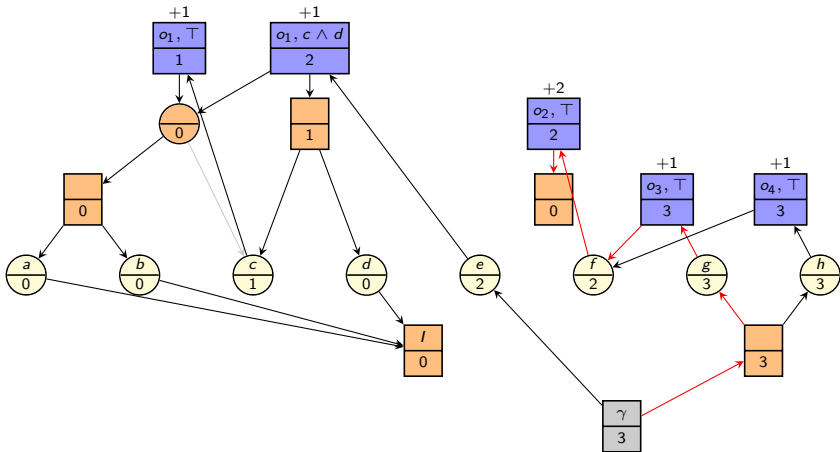 +1 +1
o₁, ⊤ o₁, c ∧ d
1 2
+2
o₂, ⊤
2
0 1
+1 +1
o₃, ⊤ o₄, ⊤
3 3
0 0
a b c d e f g h
0 0 1 0 2 2 3 3
I
0 3
γ
3